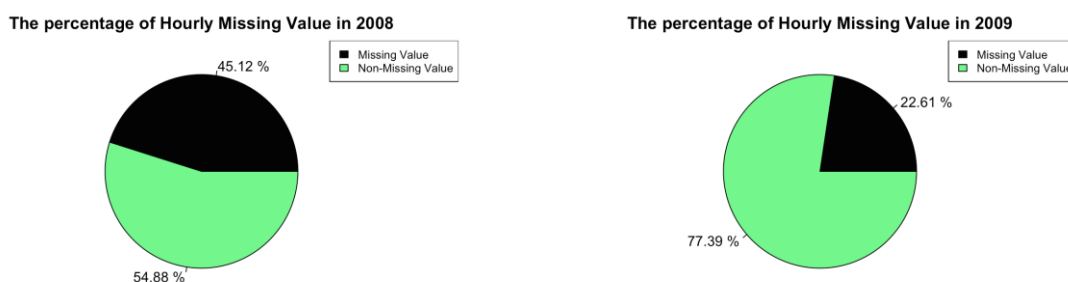 The percentage of Hourly Missing Value in 2008
Missing Value
Non-Missing Value
45.12 %
54.88 %
The percentage of Hourly Missing Value in 2009
Missing Value
Non-Missing Value
22.61 %
77.39 %